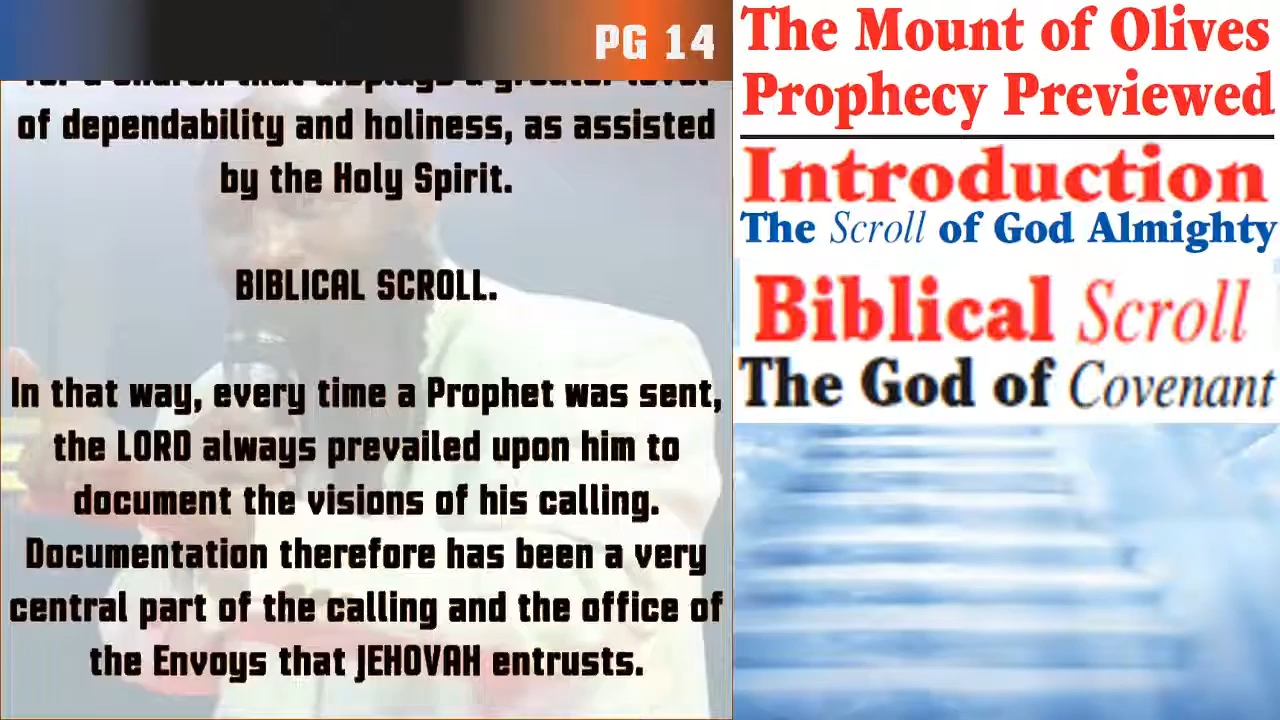 PG 14
of dependability and holiness, as assisted
by the Holy Spirit.
BIBLICAL SCROLL.
In that way, every time a Prophet was sent,
the LORD always prevailed upon him to
document the visions of his calling.
Documentation therefore has been a very
central part of the calling and the office of
the Envoys that JEHOVAH entrusts.
The Mount of Olives
Prophecy Previewed
Introduction
The Scroll of God Almighty
Biblical Scroll
The God of Covenant